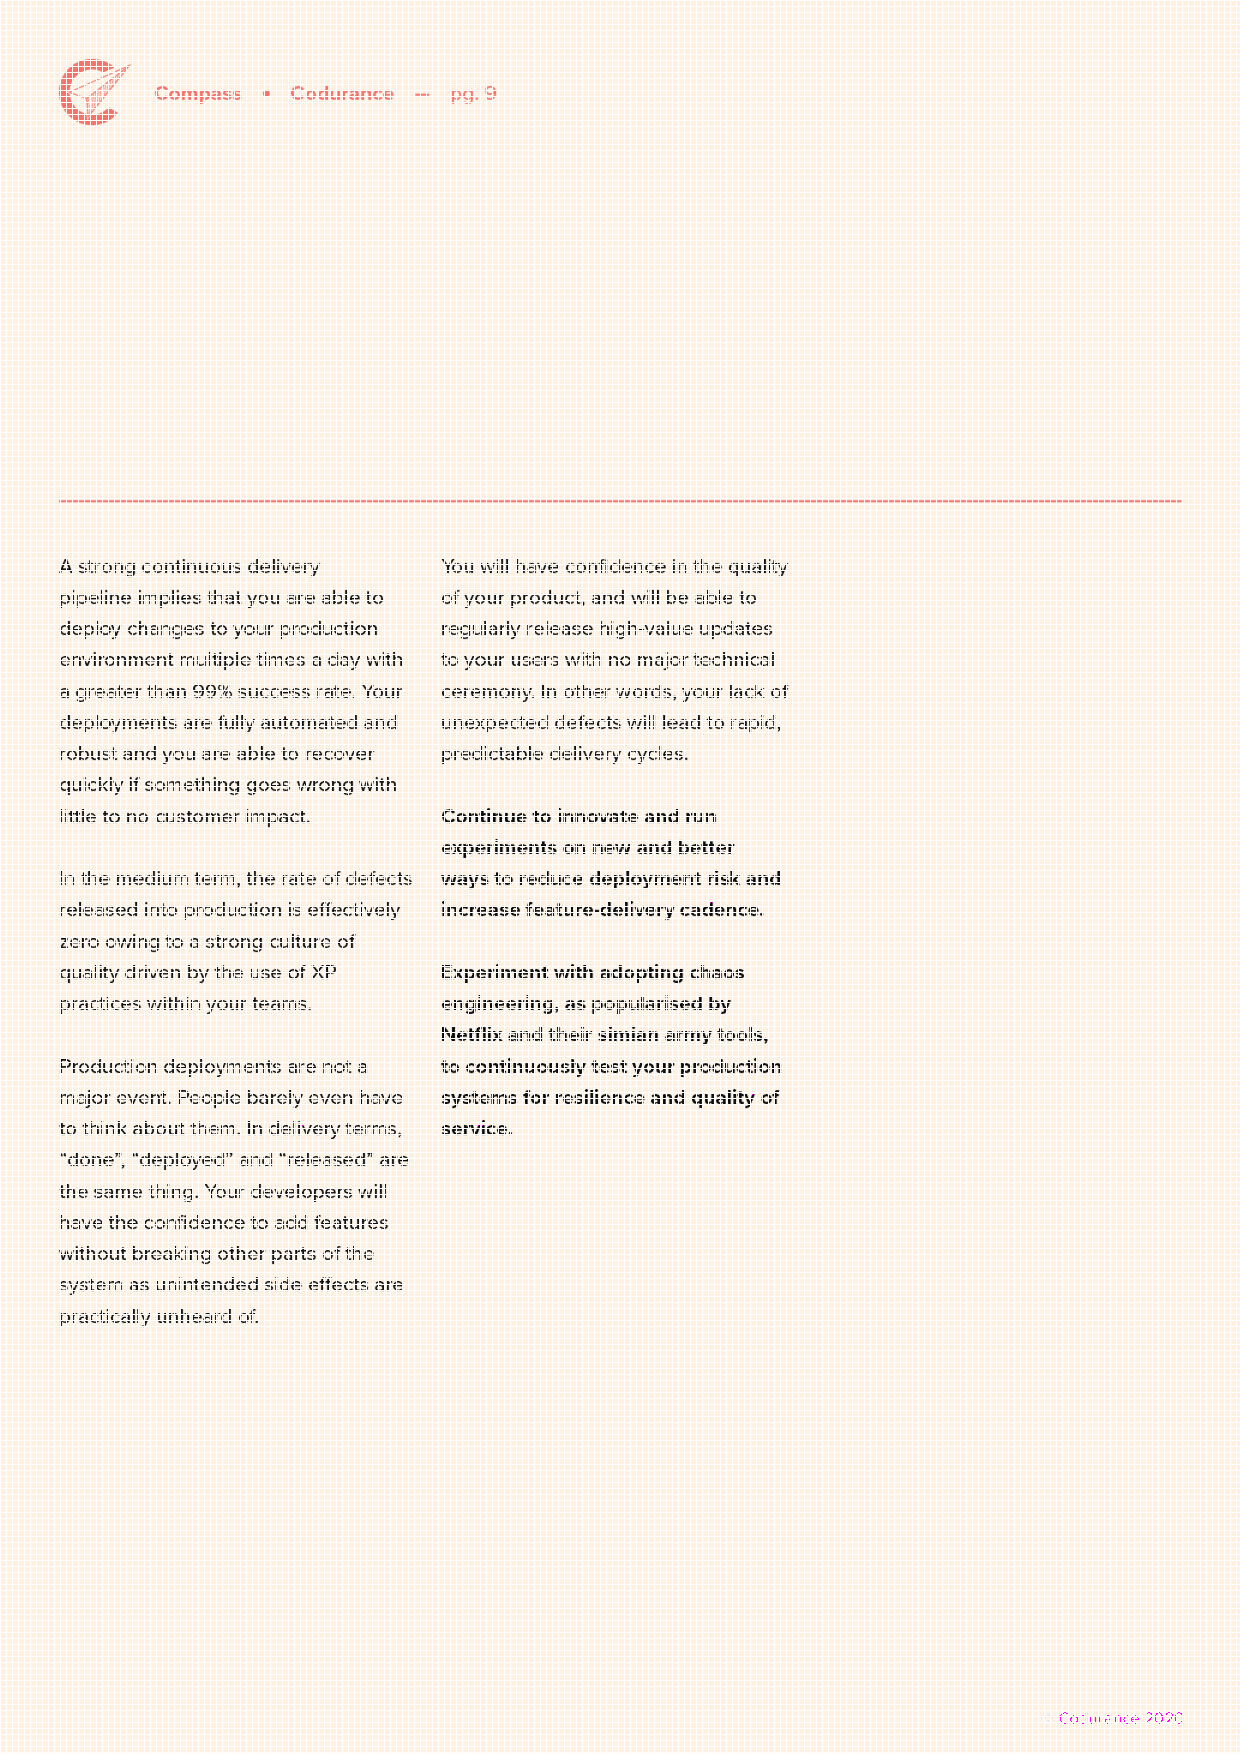 Compass • Codurance — pg. 9
A strong continuous delivery
pipeline implies that you are able to
deploy changes to your production
environment multiple times a day with
a greater than 99% success rate. Your
deployments are fully automated and
robust and you are able to recover
quickly if something goes wrong with
little to no customer impact.
In the medium term, the rate of defects
released into production is effectively
zero owing to a strong culture of
quality driven by the use of XP
practices within your teams.
Production deployments are not a
major event. People barely even have
to think about them. In delivery terms,
“done”, “deployed” and “released” are
the same thing. Your developers will
have the confidence to add features
without breaking other parts of the
system as unintended side effects are
practically unheard of.
You will have confidence in the quality
of your product, and will be able to
regularly release high-value updates
to your users with no major technical
ceremony. In other words, your lack of
unexpected defects will lead to rapid,
predictable delivery cycles.
Continue to innovate and run
experiments on new and better
ways to reduce deployment risk and
increase feature-delivery cadence.
Experiment with adopting chaos
engineering, as popularised by
Netflix and their simian army tools,
to continuously test your production
systems for resilience and quality of
service.
Codurance 2020